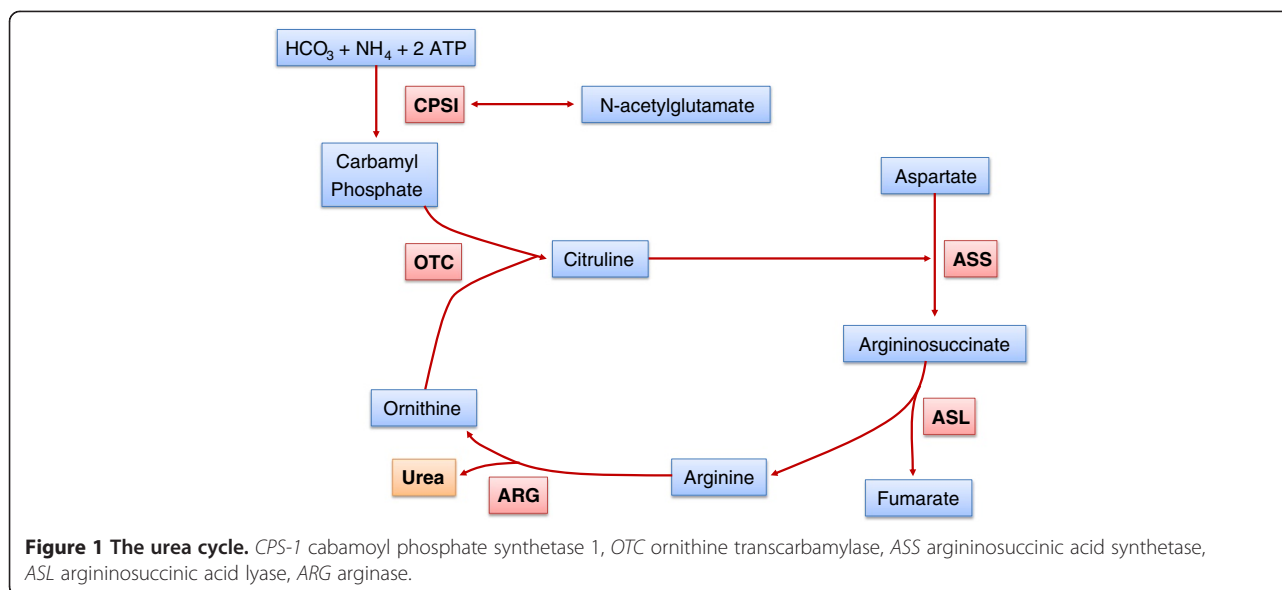 HCO3 + NH4 + 2 ATP
CPSI
N-acetylglutamate
Carbamyl
Phosphate
Aspartate
OTC
Citruline
ASS
Argininosuccinate
Ornithine
ASL
Urea
ARG
Arginine
Fumarate
Figure 1 The urea cycle. CPS-1 cabamoyl phosphate synthetase 1, OTC ornithine transcarbamylase, ASS argininosuccinic acid synthetase,
ASL argininosuccinic acid lyase, ARG arginase.